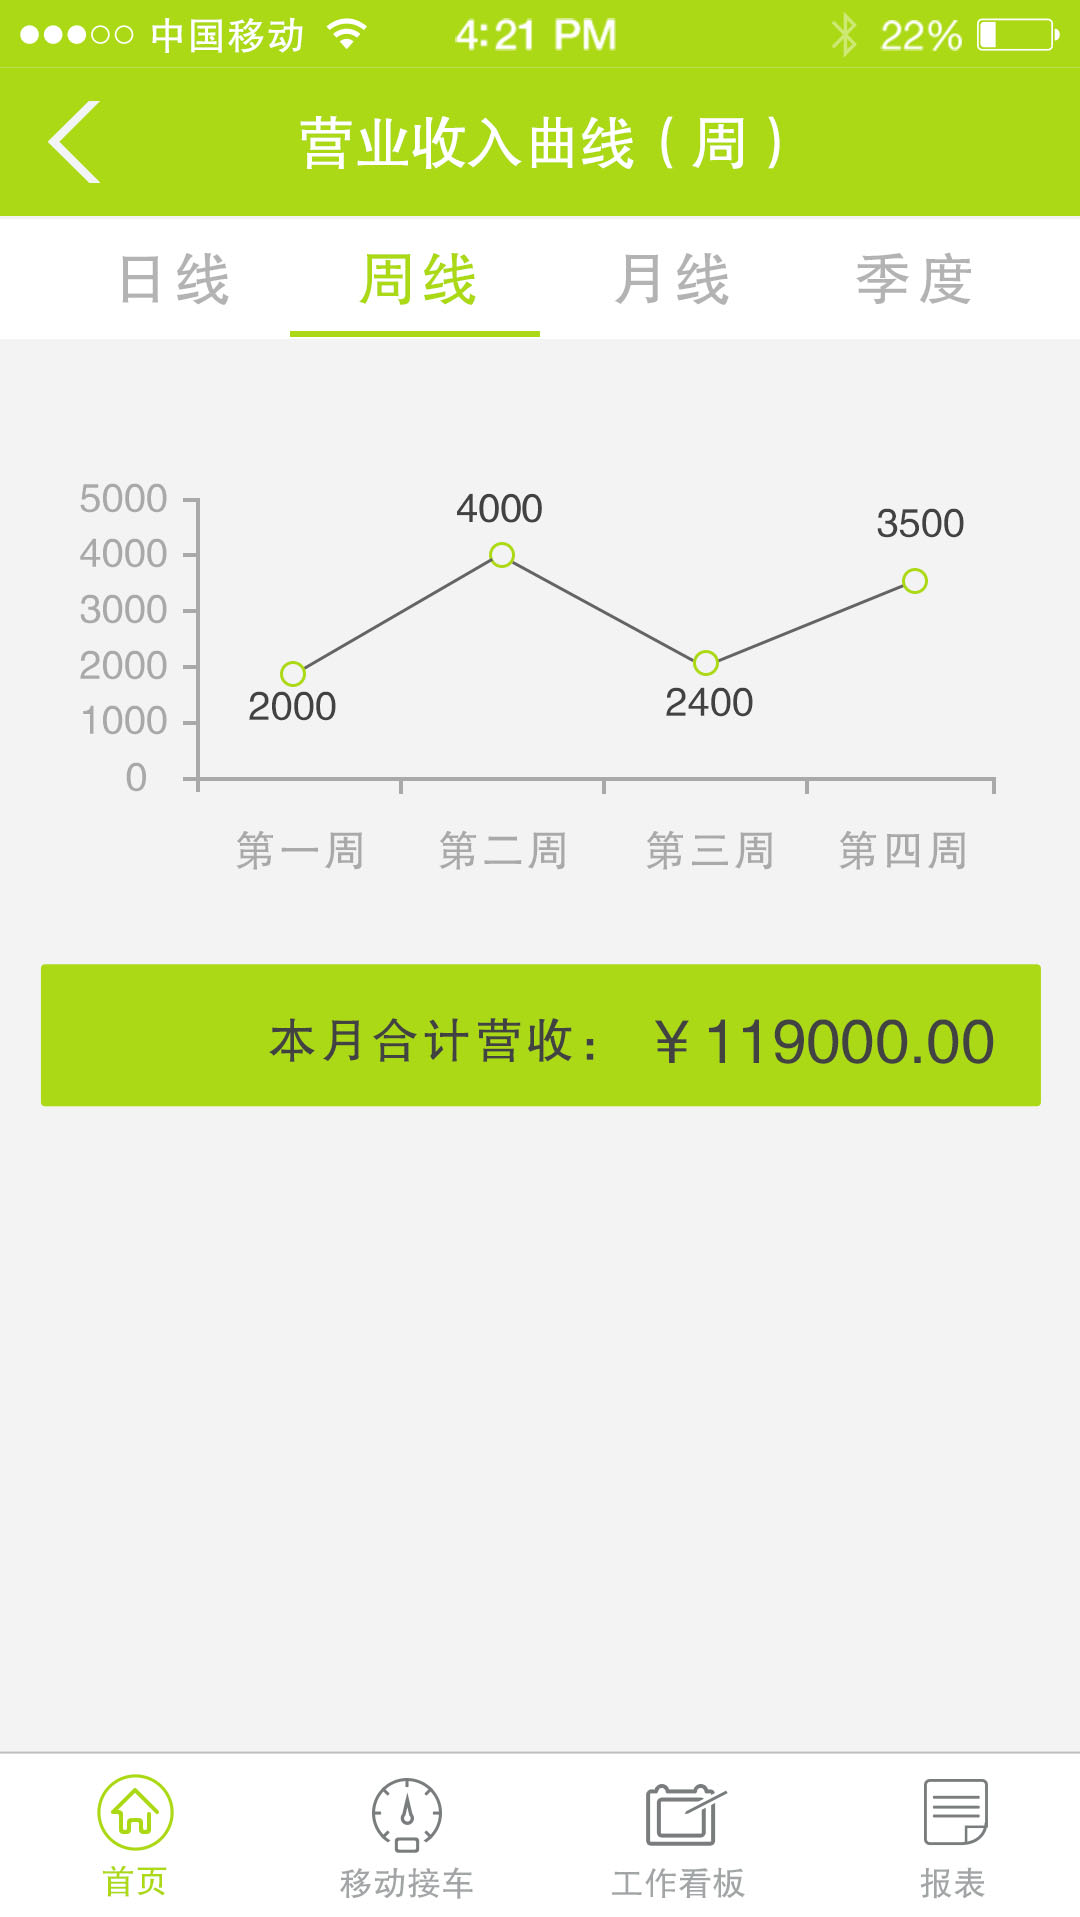 中国移动 4:21 PM 22%
营业收入曲线（周）
日线 周线 月线 季度
5000
4000
3000
2000
1000
0
2000
4000
2400
3500
第一周 第二周 第三周 第四周
本月合计营收： ￥119000.00
首页 移动接车 工作看板 报表